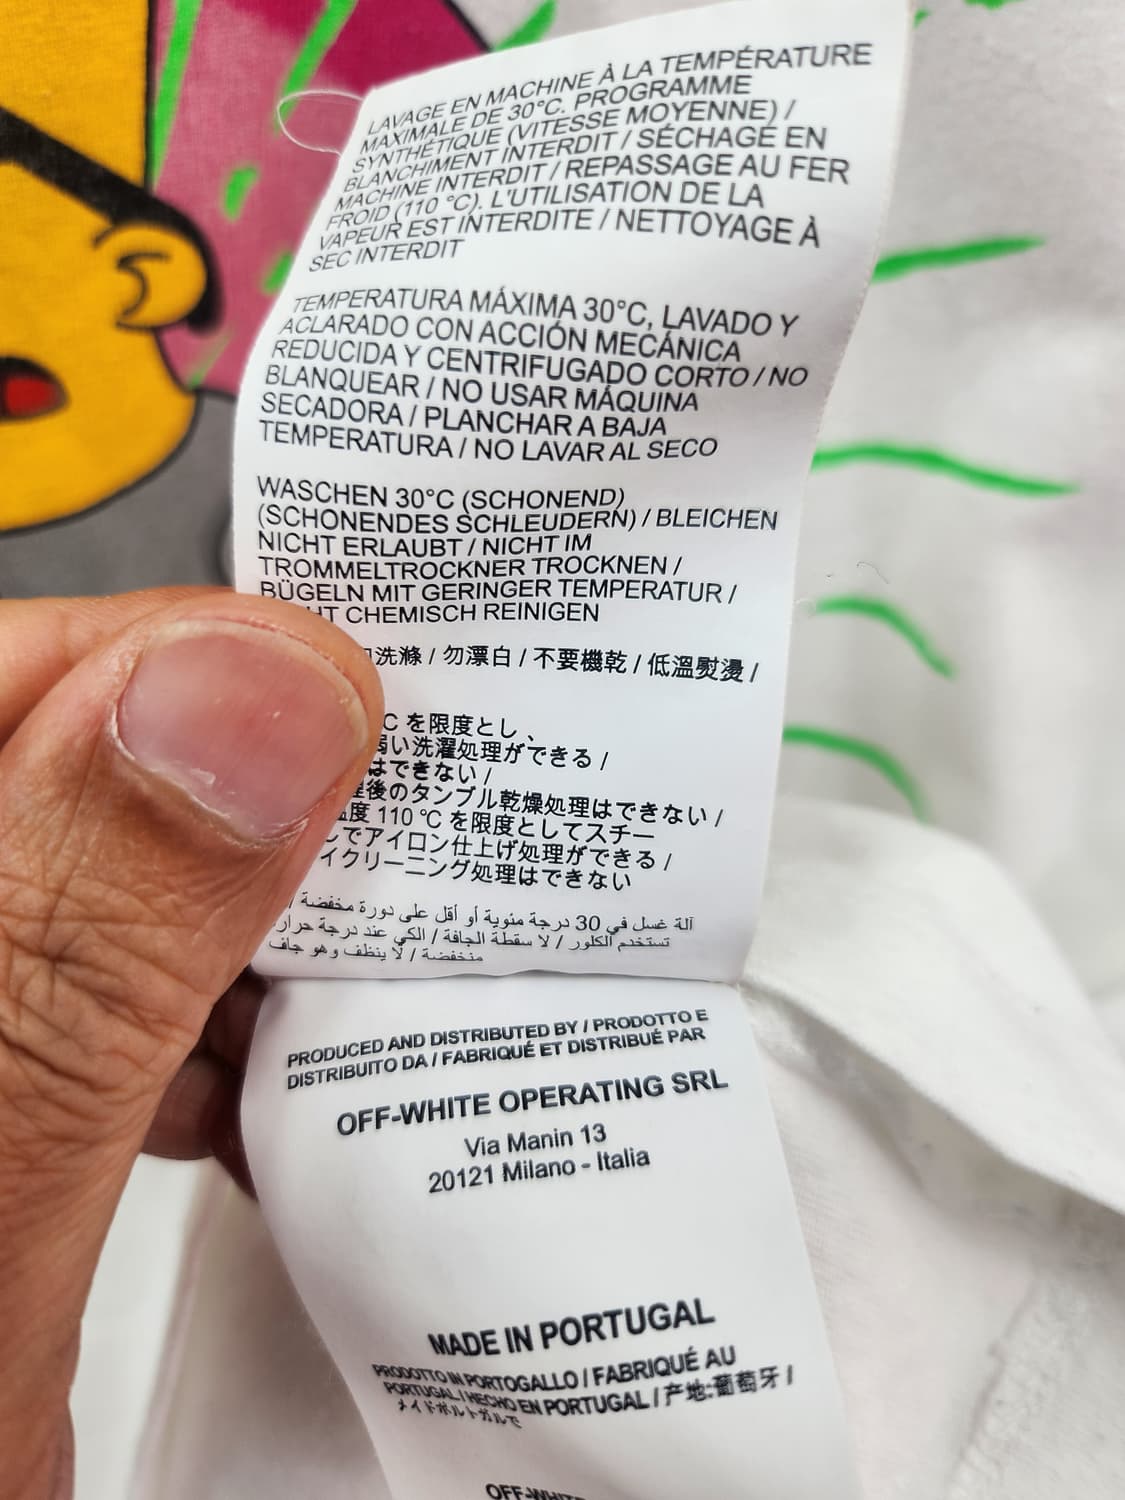 LAVAGE EN MACHINE À LA TEMPÉRATURE
MAXIMALE DE 30°C. PROGRAMME
SYNTHÉTIQUE (VITESSE MOYENNE) /
BLANCHIMENT INTERDIT / SÉCHAGE EN
MACHINE INTERDIT / REPASSAGE AU FER
FROID (110 °C). L'UTILISATION DE LA
VAPEUR EST INTERDITE / NETTOYAGE À
SEC INTERDIT
TEMPERATURA MÁXIMA 30°C, LAVADO Y
ACLARADO CON ACCIÓN MECÁNICA
REDUCIDA Y CENTRIFUGADO CORTO / NO
BLANQUEAR / NO USAR MÁQUINA
SECADORA / PLANCHAR A BAJA
TEMPERATURA / NO LAVAR AL SECO
WASCHEN 30°C (SCHONEND)
(SCHONENDES SCHLEUDERN) / BLEICHEN
NICHT ERLAUBT / NICHT IM
TROMMELTROCKNER TROCKNEN /
BÜGELN MIT GERINGER TEMPERATUR /
HT CHEMISCH REINIGEN
洗滌 / 勿漂白 / 不要機乾 / 低溫熨燙 /
C を限度とし、
弱い洗濯処理ができる /
はできない /
後のタンブル乾燥処理はできない /
度 110 ℃ を限度としてスチー
しでアイロン仕上げ処理ができる /
イクリーニング処理はできない
آلة غسل في 30 درجة مئوية أو أقل على دورة مخفضة /
تستخدم الكلور / لا سقطة الجافة / الكي عند درجة حرار
منخفضة / لا ينظف وهو جاف
PRODUCED AND DISTRIBUTED BY / PRODOTTO E
DISTRIBUITO DA / FABRIQUÉ ET DISTRIBUÉ PAR
OFF-WHITE OPERATING SRL
Via Manin 13
20121 Milano - Italia
MADE IN PORTUGAL
PRODOTTO IN PORTOGALLO / FABRIQUÉ AU
PORTUGAL / HECHO EN PORTUGAL / 产地:葡萄牙 /
メイドポルトガルで
OFF-WHITE